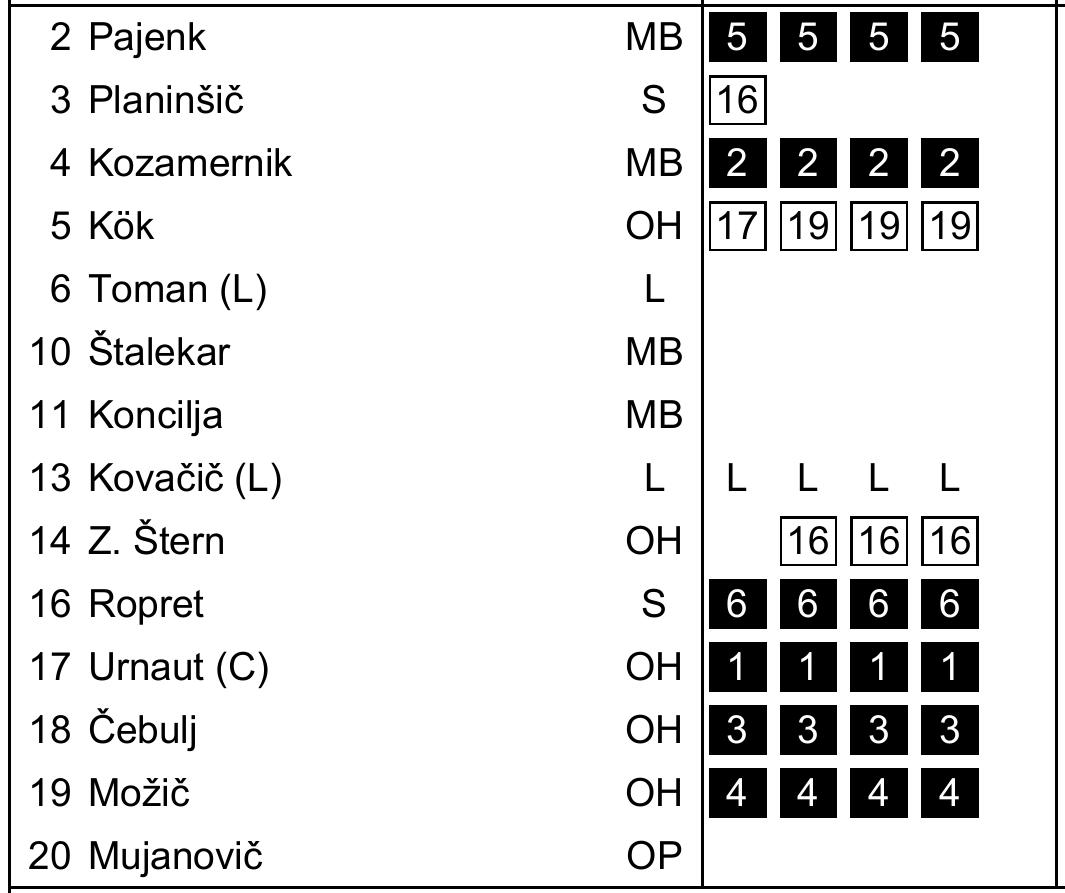 2 Pajenk MB 5 5 5 5
3 Planinšič S 16
4 Kozamernik MB 2 2 2 2
5 Kök OH 17 19 19 19
6 Toman (L) L
10 Štalekar MB
11 Koncilja MB
13 Kovačič (L) L L L L L
14 Z. Štern OH 16 16 16
16 Ropret S 6 6 6 6
17 Urnaut (C) OH 1 1 1 1
18 Čebulj OH 3 3 3 3
19 Možič OH 4 4 4 4
20 Mujanovič OP